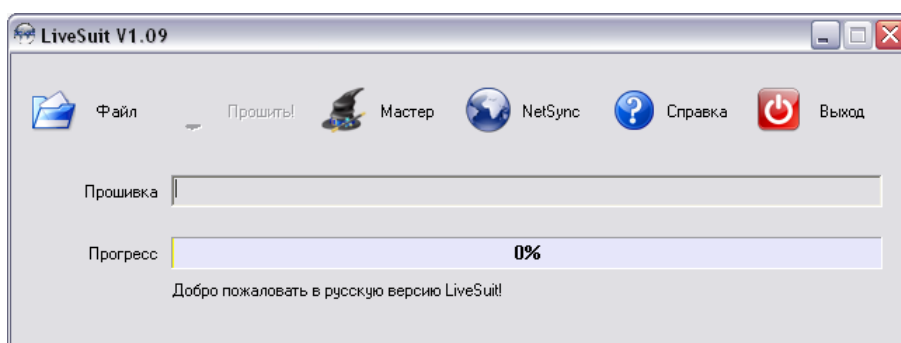 LiveSuit V1.09
Файл Прошить! Мастер NetSync Справка Выход
Прошивка
Прогресс 0%
Добро пожаловать в русскую версию LiveSuit!